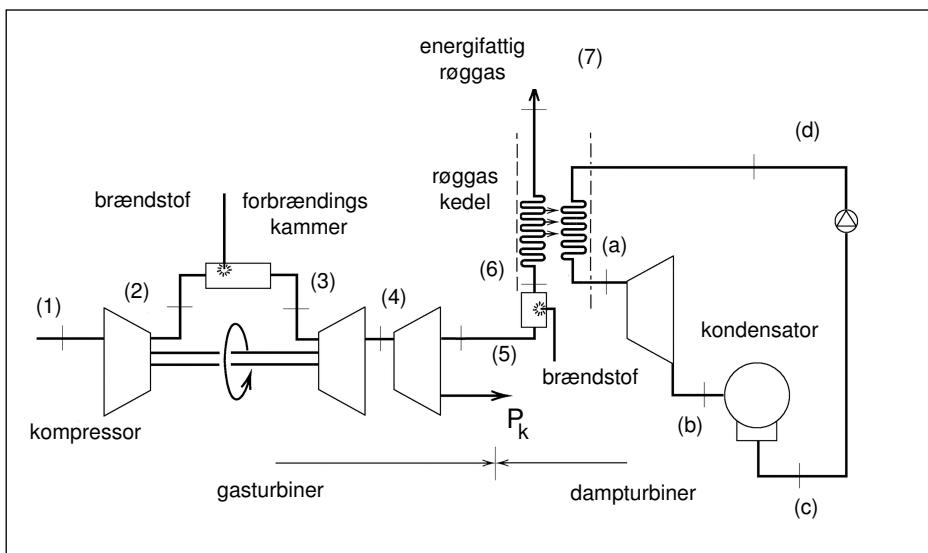 energifattig
røggas
(7)
(d)
brændstof
forbrændings
kammer
røggas
kedel
(a)
(6)
(1)
(2)
(3)
(4)
kondensator
(5)
brændstof
kompressor
P_k
(b)
gasturbiner
dampturbiner
(c)